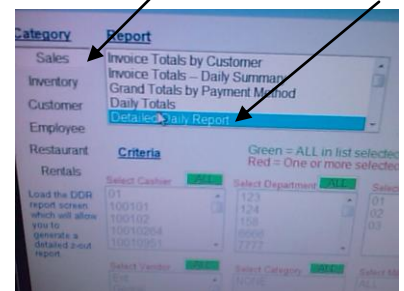 Category
Report
Sales
Inventory
Customer
Employee
Restaurant
Rentals
Invoice Totals by Customer
Invoice Totals – Daily Summary
Grand Totals by Payment Method
Daily Totals
Detailed Daily Report
Criteria
Green = ALL in list selected
Red = One or more selected
Load the DDR
report screen
which will allow
you to
generate a
detailed z-out
report.
Select Cashier ALL
01
100101
100102
Select Department ALL
123
124
7777
Select
01
02
03
Select Vendor ALL
Select Category ALL